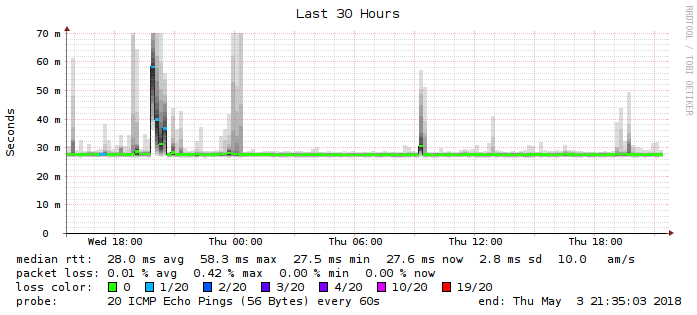 Last 30 Hours
RRDTOOL / TOBI OETIKER
Seconds
70 m
60 m
50 m
40 m
30 m
20 m
10 m
0
Wed 18:00 Thu 00:00 Thu 06:00 Thu 12:00 Thu 18:00
median rtt: 28.0 ms avg 58.3 ms max 27.5 ms min 27.6 ms now 2.8 ms sd 10.0 am/s
packet loss: 0.01 % avg 0.42 % max 0.00 % min 0.00 % now
loss color: 0 1/20 2/20 3/20 4/20 10/20 19/20
probe: 20 ICMP Echo Pings (56 Bytes) every 60s end: Thu May 3 21:35:03 2018